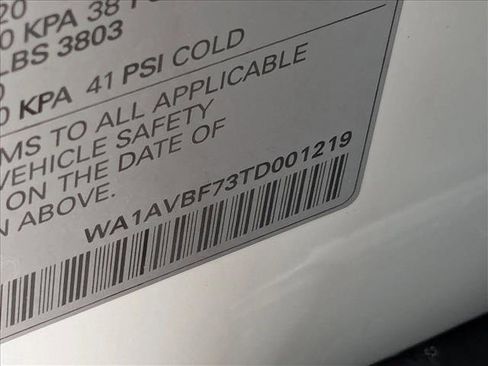 20
KPA 38
LBS 3803
KPA 41 PSI COLD
TO ALL APPLICABLE
VEHICLE SAFETY
ON THE DATE OF
ABOVE.
WA1AVBF73TD001219